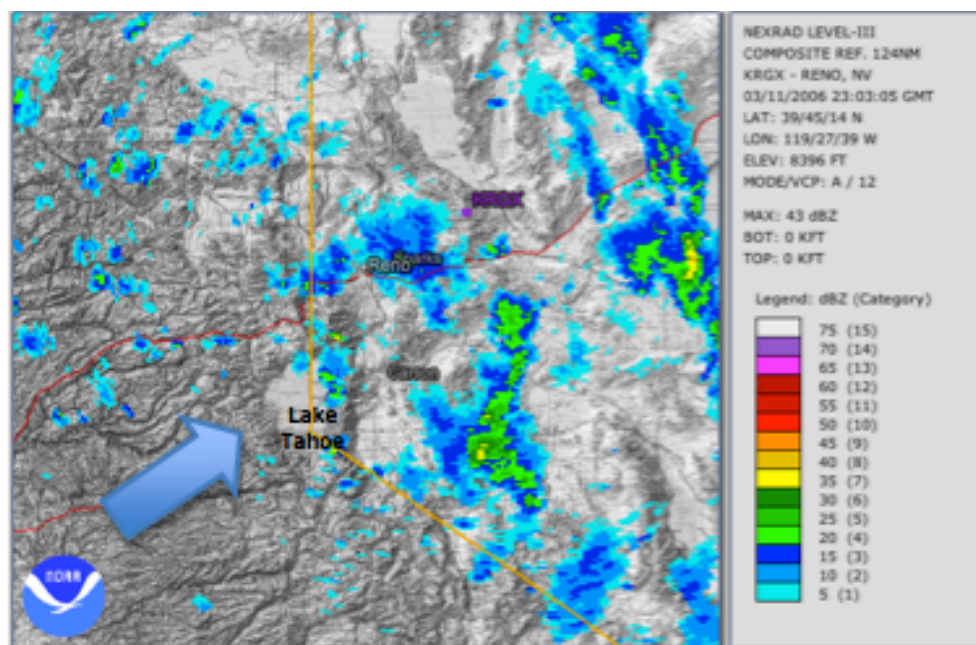 KRGX
Reno
Sparks
Lake
Tahoe
NOAA
NEXRAD LEVEL-III
COMPOSITE REF. 124NM
KRGX - RENO, NV
03/11/2006 23:03:05 GMT
LAT: 39/45/14 N
LON: 119/27/39 W
ELEV: 8396 FT
MODE/VCP: A / 12
MAX: 43 dBZ
BOT: 0 KFT
TOP: 0 KFT
Legend: dBZ (Category)
75 (15)
70 (14)
65 (13)
60 (12)
55 (11)
50 (10)
45 (9)
40 (8)
35 (7)
30 (6)
25 (5)
20 (4)
15 (3)
10 (2)
5 (1)